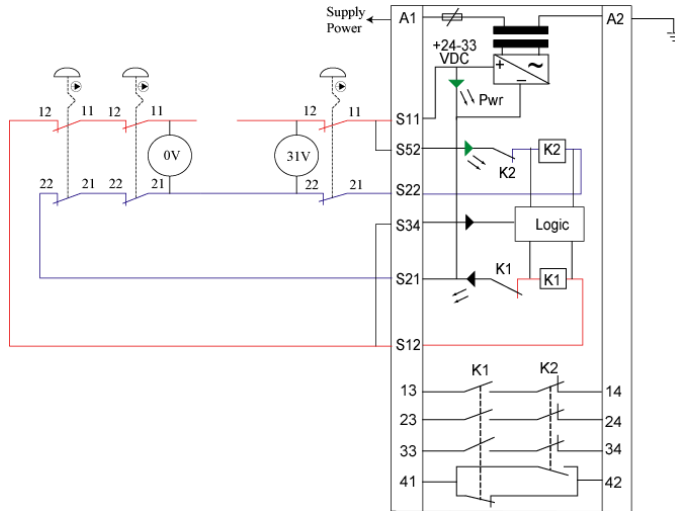 Supply
Power
A1
A2
+24-33
VDC
+
~
−
Pwr
12
11
12
11
12
11
S11
0V
31V
S52
K2
K2
22
21
22
21
22
21
S22
S34
Logic
S21
K1
K1
S12
K1
K2
13
14
23
24
33
34
41
42